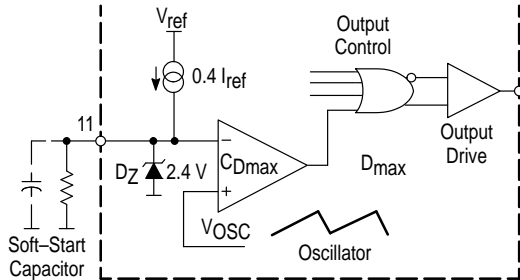 Vref
Output
Control
0.4 Iref
11
DZ
2.4 V
−
CDmax
+
Dmax
Output
Drive
VOSC
Oscillator
Soft–Start
Capacitor